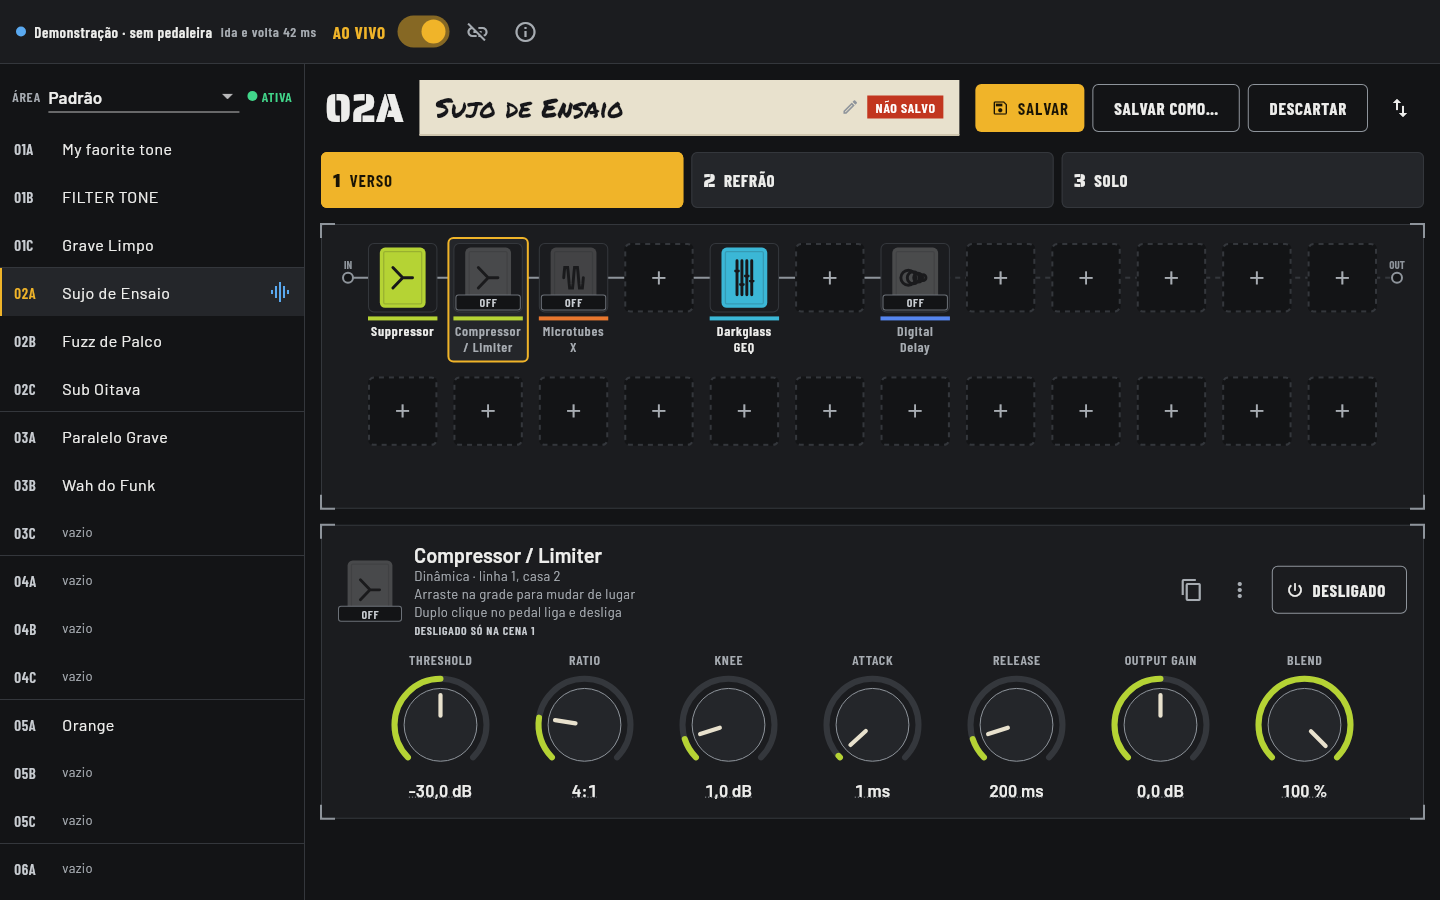 Demonstração · sem pedaleira Ida e volta 42 ms AO VIVO
ÁREA Padrão ATIVA
01A My faorite tone
01B FILTER TONE
01C Grave Limpo
02A Sujo de Ensaio
02B Fuzz de Palco
02C Sub Oitava
03A Paralelo Grave
03B Wah do Funk
03C vazio
04A vazio
04B vazio
04C vazio
05A Orange
05B vazio
05C vazio
06A vazio
02A Sujo de Ensaio NÃO SALVO SALVAR SALVAR COMO... DESCARTAR
1 VERSO 2 REFRÃO 3 SOLO
IN OUT
OFF OFF OFF
Suppressor Compressor Microtubes Darkglass Digital
/ Limiter X GEQ Delay
Compressor / Limiter
Dinâmica · linha 1, casa 2
Arraste na grade para mudar de lugar
OFF Duplo clique no pedal liga e desliga DESLIGADO
DESLIGADO SÓ NA CENA 1
THRESHOLD RATIO KNEE ATTACK RELEASE OUTPUT GAIN BLEND
-30,0 dB 4:1 1,0 dB 1 ms 200 ms 0,0 dB 100 %